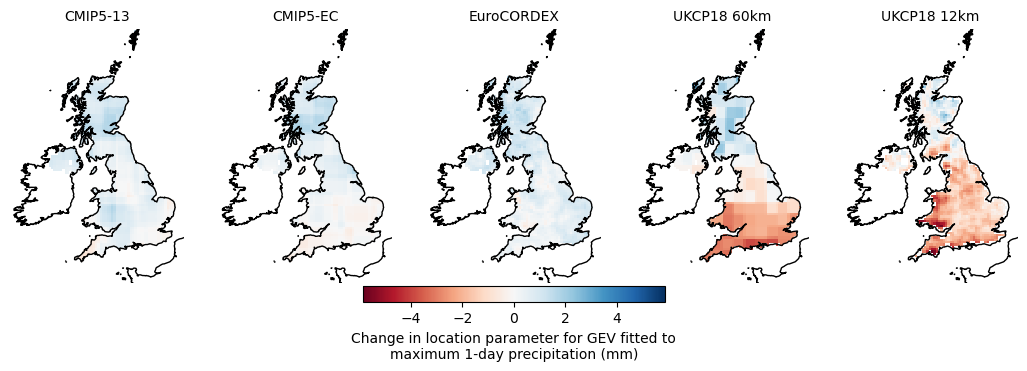 CMIP5-13
CMIP5-EC
EuroCORDEX
UKCP18 60km
UKCP18 12km
−4
−2
0
2
4
Change in location parameter for GEV fitted to
maximum 1-day precipitation (mm)